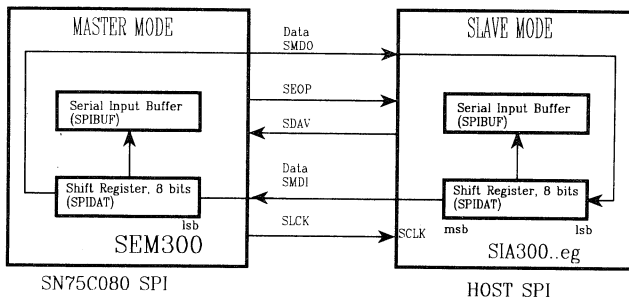 MASTER MODE
Data
SMDO
SLAVE MODE
SEOP
Serial Input Buffer
(SPIBUF)
Serial Input Buffer
(SPIBUF)
SDAV
Data
SMDI
Shift Register, 8 bits
(SPIDAT)
lsb
Shift Register, 8 bits
(SPIDAT)
msb
lsb
SLCK
SCLK
SEM300
SIA300..eg
SN75C080 SPI
HOST SPI